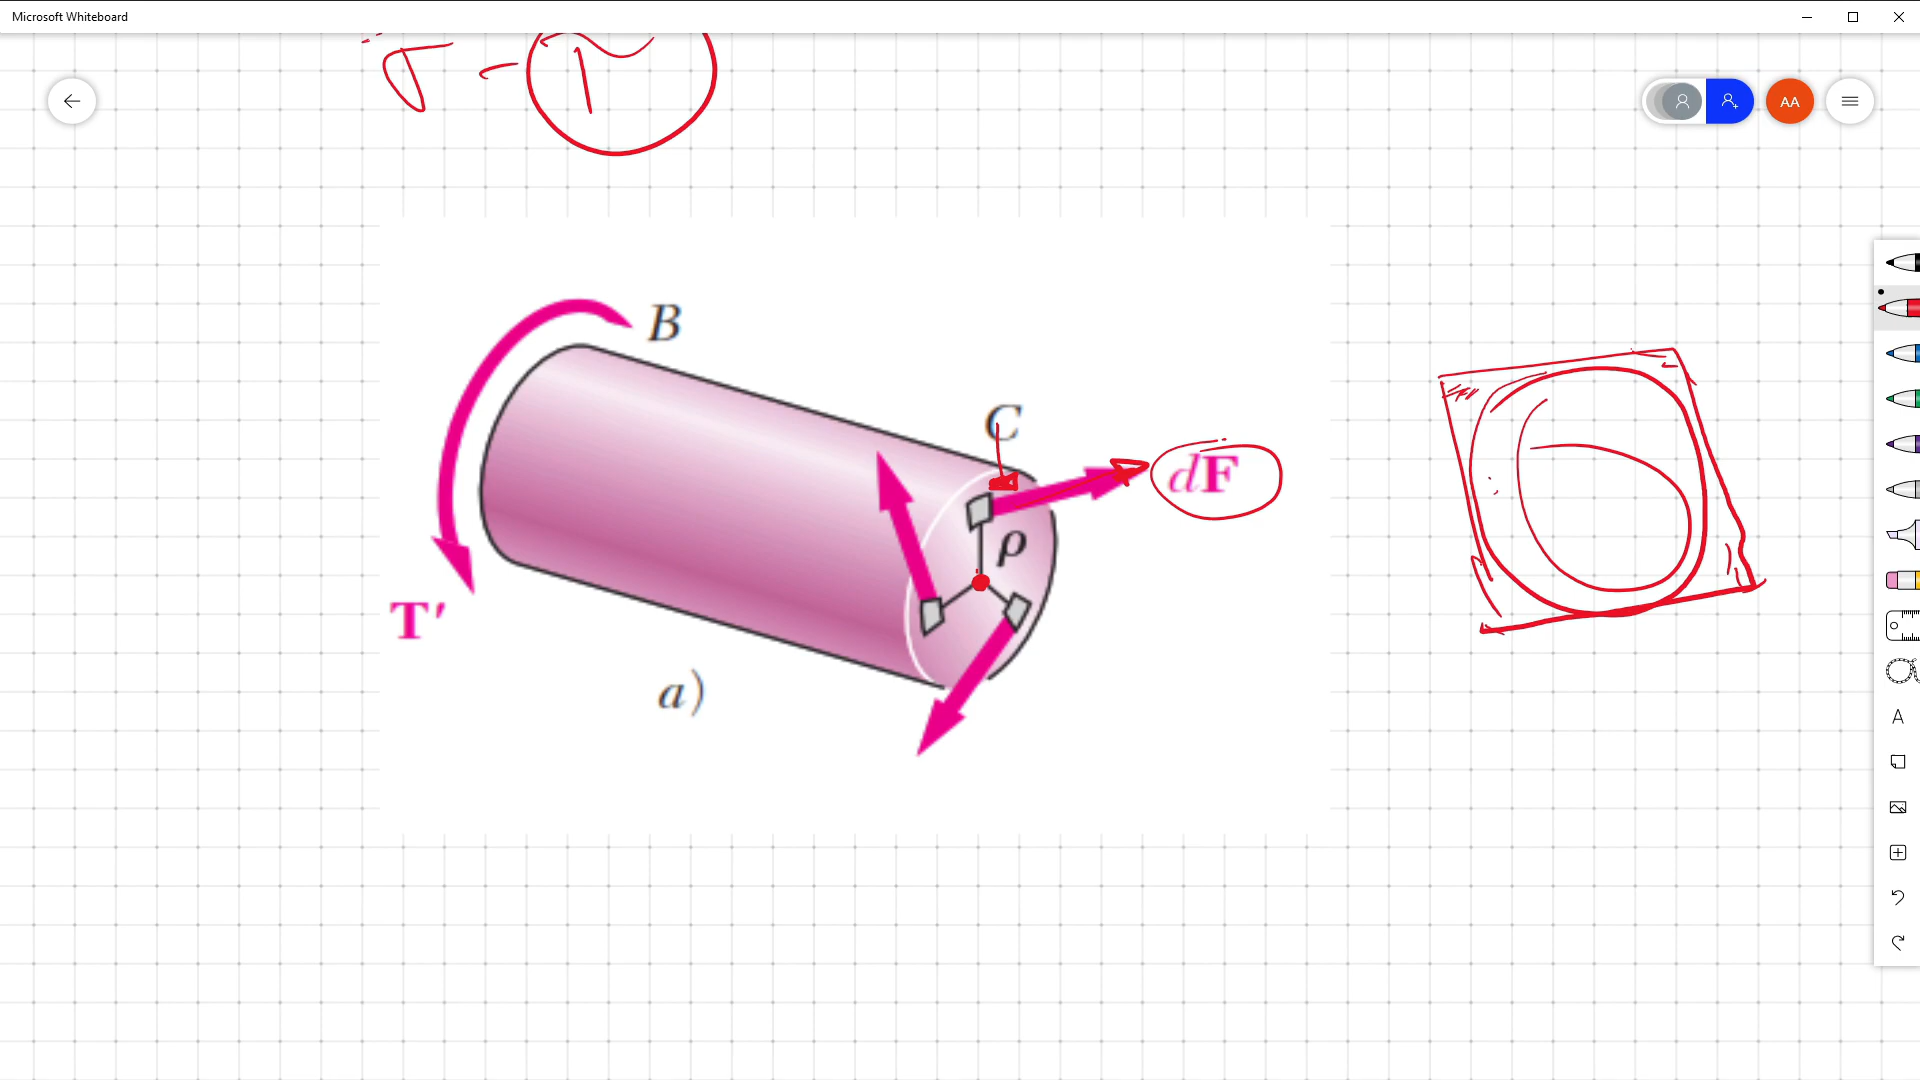 Microsoft Whiteboard
AA
B
C
dF
ρ
T′
a)
A